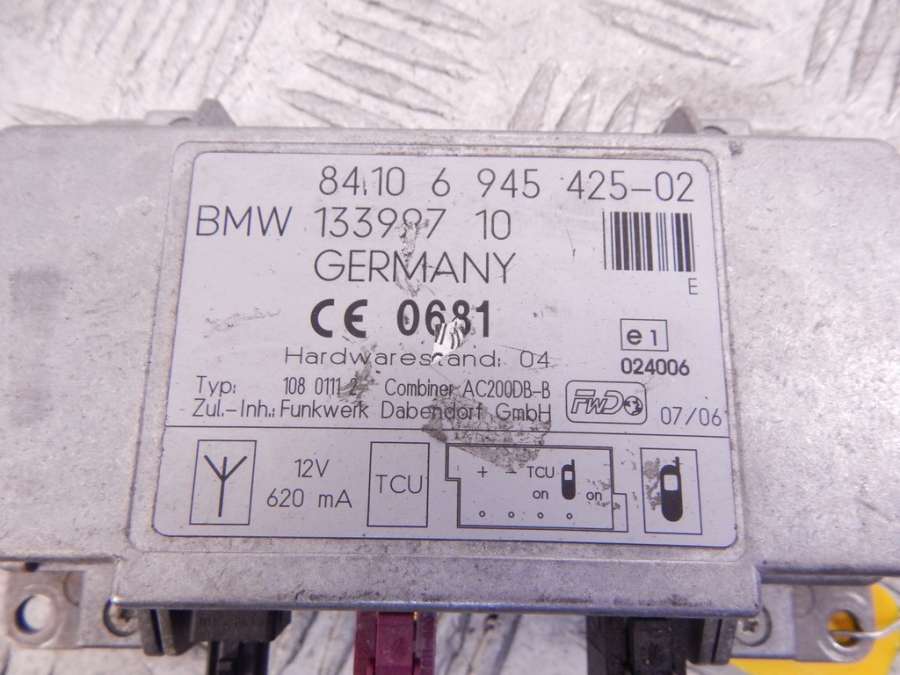 84.10 6 945 425-02
BMW 133997 10
GERMANY
E
CE 0681
e1
Hardwarestand: 04
024006
Typ: 108 0111 2 Combiner AC200DB-B
Zul.-Inh.: Funkwerk Dabendorf GmbH FWD 07/06
12V
620 mA
TCU
+ - TCU
on on